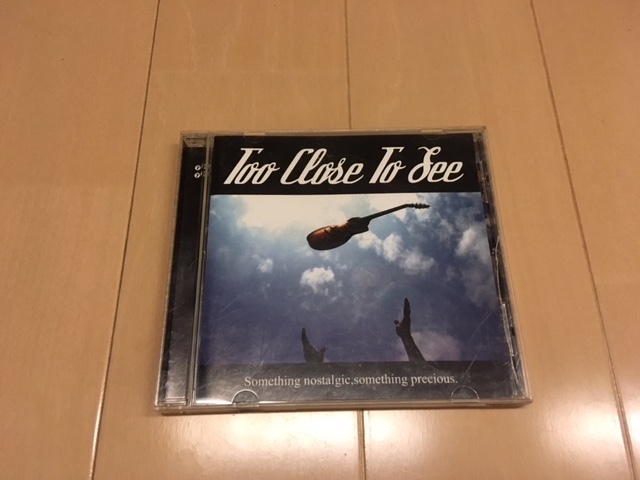 Too Close To See
Something nostalgic,something precious.